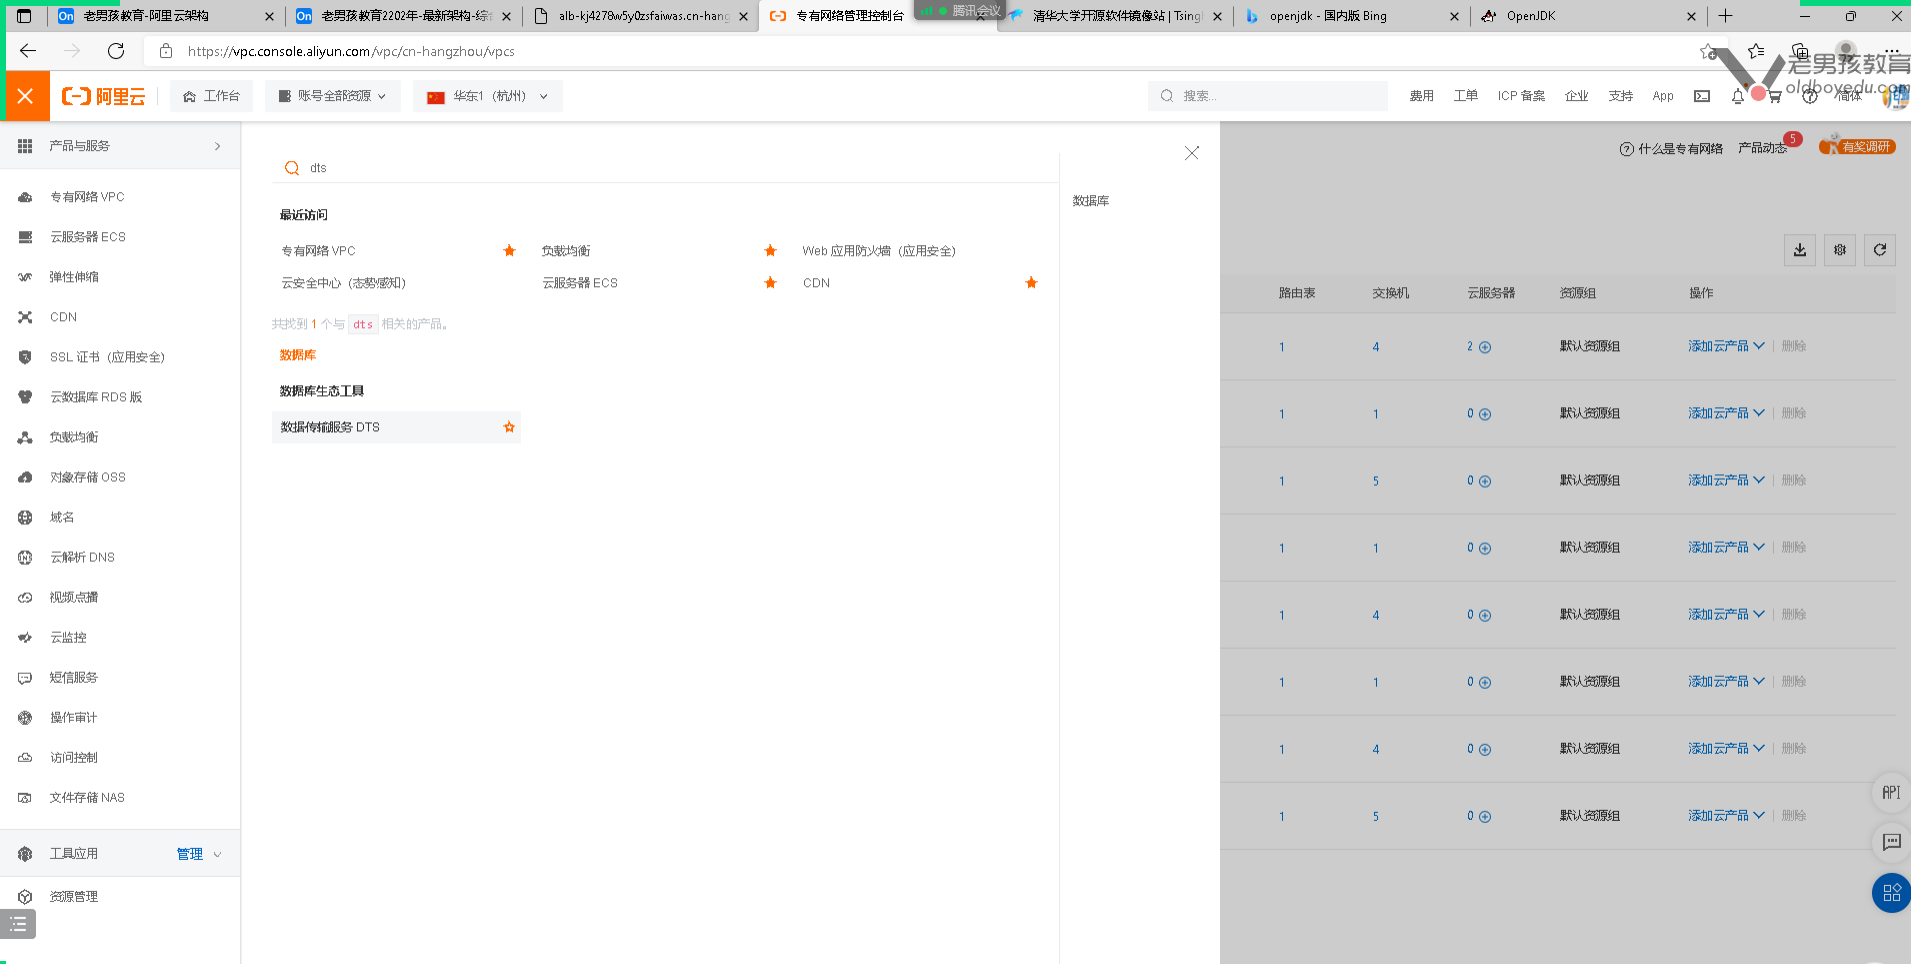 老男孩教育-阿里云架构
老男孩教育2202年-最新架构-综合
alb-kj4278w5y0zsfaiwas.cn-hang
专有网络管理控制台
腾讯会议
清华大学开源软件镜像站 | Tsing
openjdk - 国内版 Bing
OpenJDK
https://vpc.console.aliyun.com/vpc/cn-hangzhou/vpcs
老男孩教育
oldboyedu.com
阿里云
工作台
账号全部资源
华东1（杭州）
搜索...
费用
工单
ICP 备案
企业
支持
App
简体
产品与服务
专有网络 VPC
云服务器 ECS
弹性伸缩
CDN
SSL 证书（应用安全）
云数据库 RDS 版
负载均衡
对象存储 OSS
域名
云解析 DNS
视频点播
云监控
短信服务
操作审计
访问控制
文件存储 NAS
工具应用 管理
资源管理
dts
最近访问
专有网络 VPC 负载均衡 Web 应用防火墙（应用安全）
云安全中心（态势感知） 云服务器 ECS CDN
共找到 1 个与 dts 相关的产品。
数据库
数据库生态工具
数据传输服务 DTS
数据库
什么是专有网络 产品动态 5 有奖调研
路由表 交换机 云服务器 资源组 操作
1 4 2 默认资源组 添加云产品 | 删除
1 1 0 默认资源组 添加云产品 | 删除
1 5 0 默认资源组 添加云产品 | 删除
1 1 0 默认资源组 添加云产品 | 删除
1 4 0 默认资源组 添加云产品 | 删除
1 1 0 默认资源组 添加云产品 | 删除
1 4 0 默认资源组 添加云产品 | 删除
1 5 0 默认资源组 添加云产品 | 删除
API